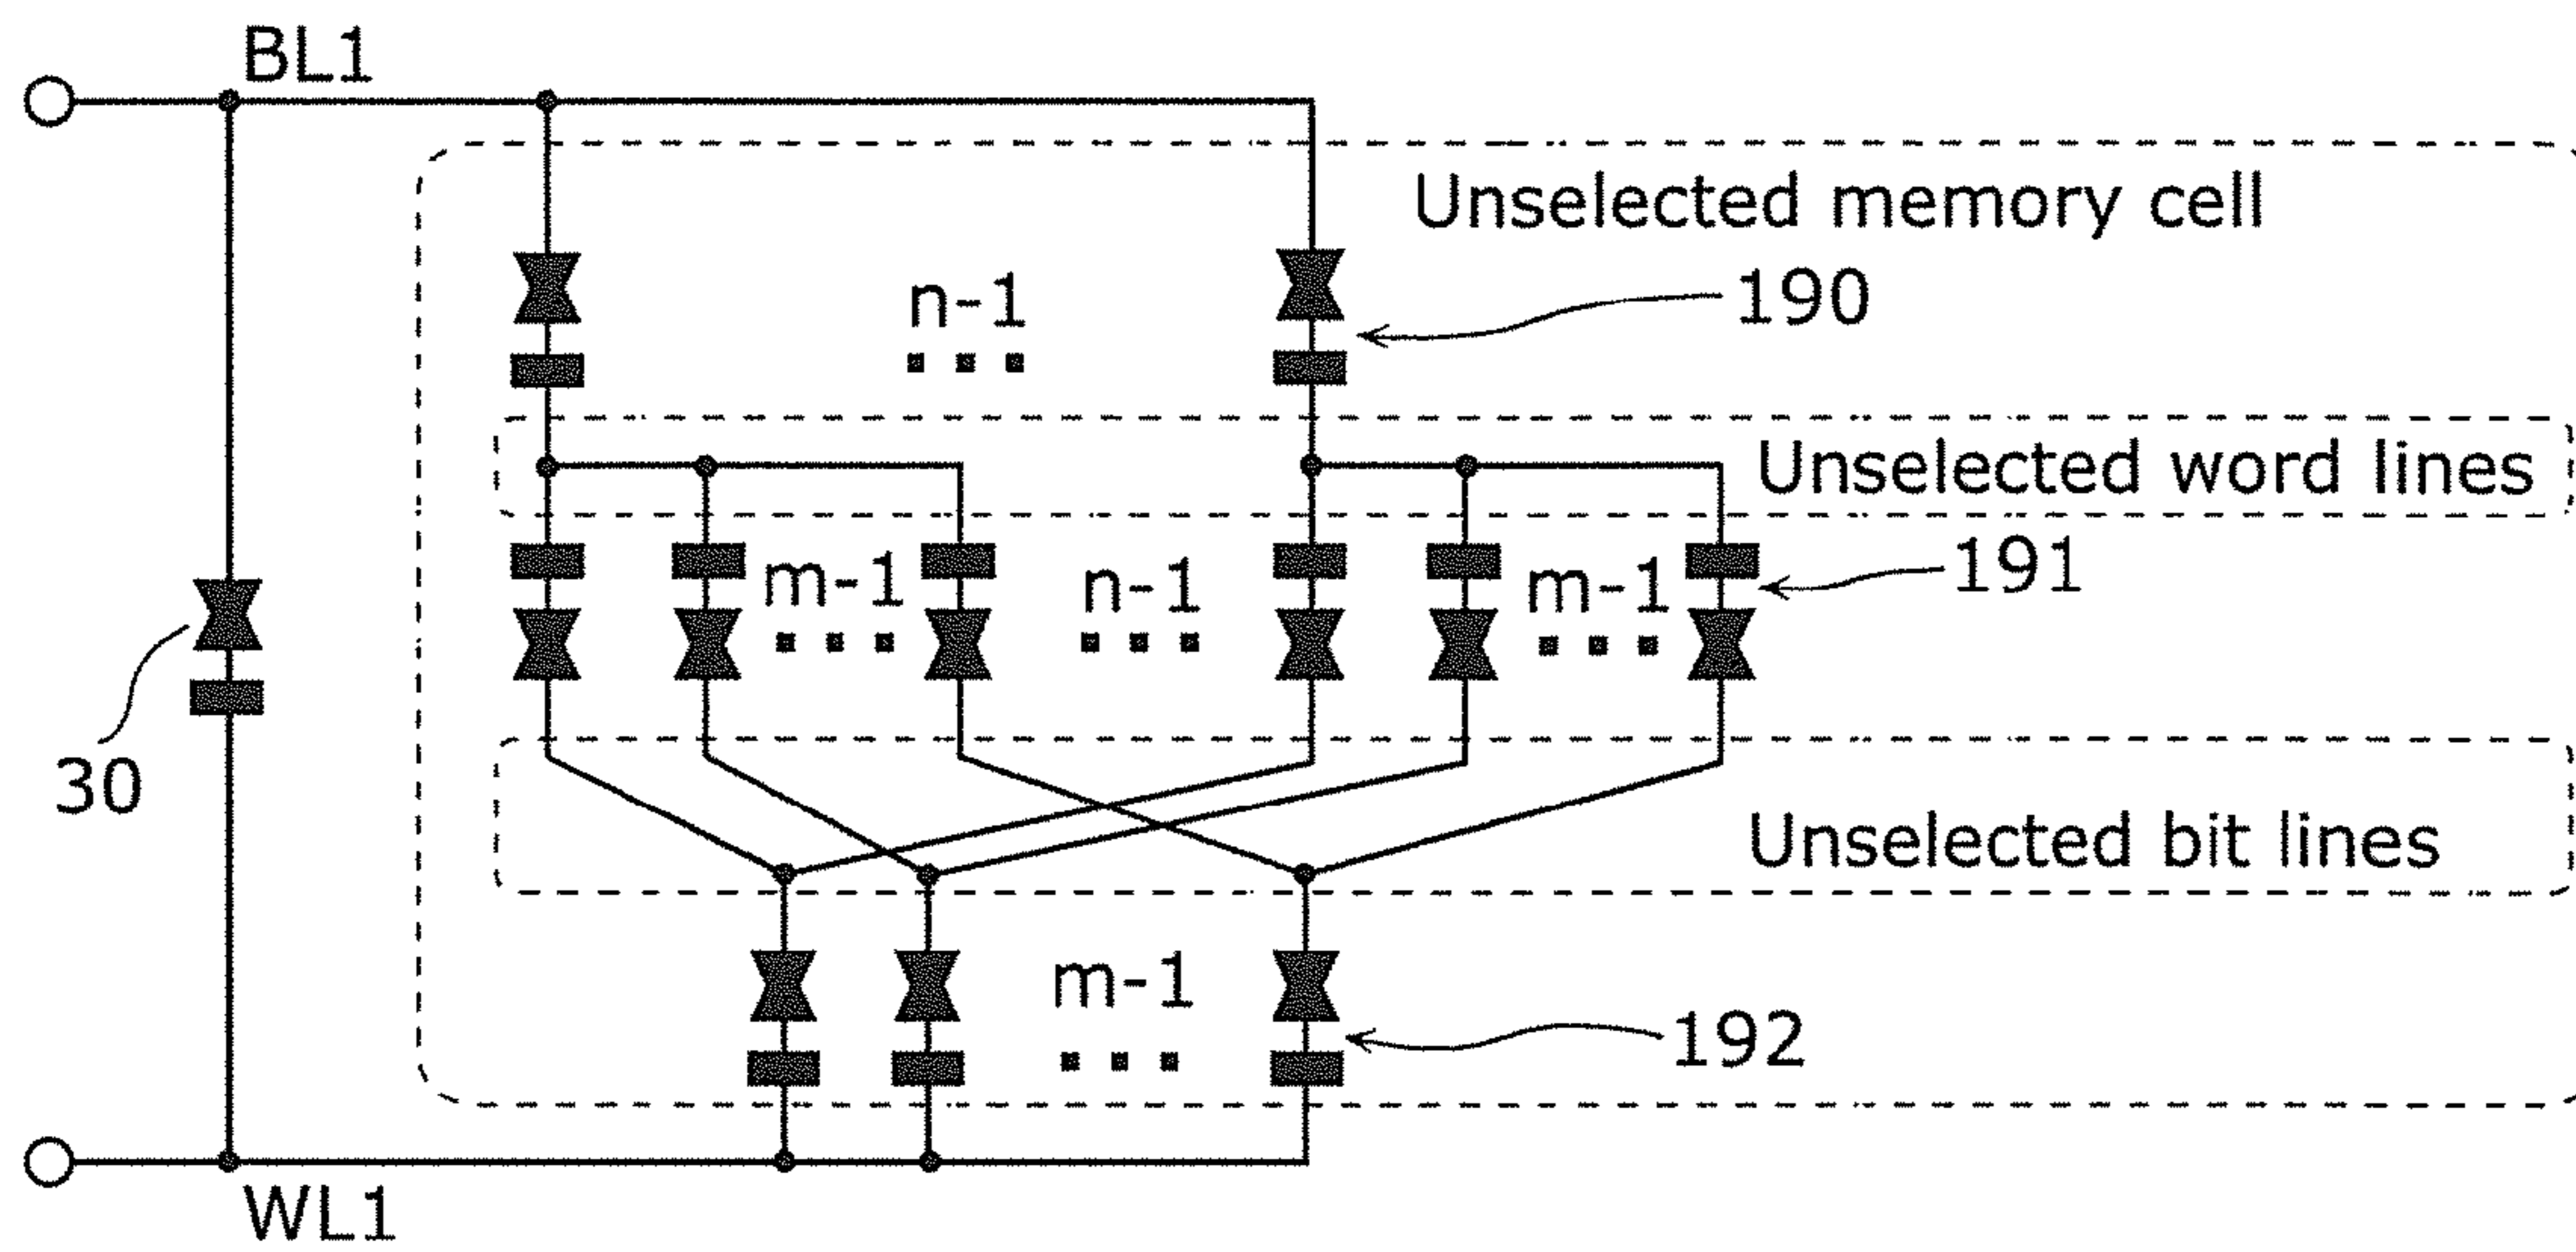 BL1
Unselected memory cell
n-1
190
Unselected word lines
m-1
n-1
m-1
191
30
Unselected bit lines
m-1
192
WL1